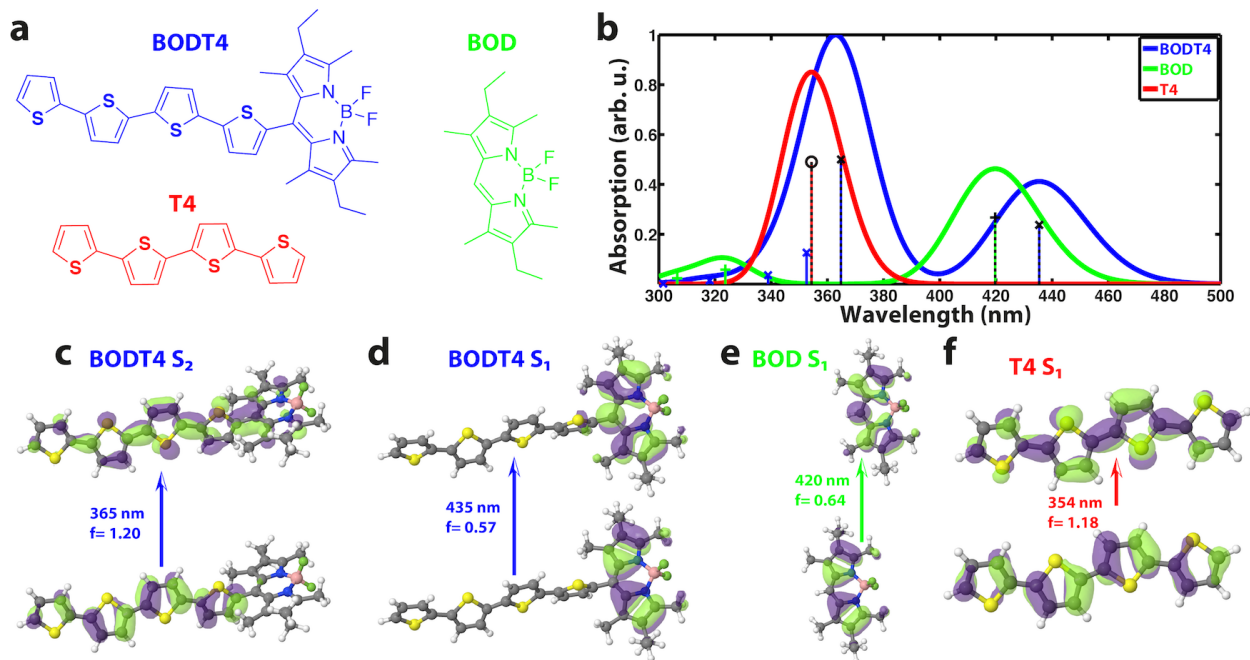 a
BODT4
BOD
S
S
S
S
N
N
B
F
F
N
N
B
F
F
T4
S
S
S
S
b
Absorption (arb. u.)
1
0.8
0.6
0.4
0.2
300 320 340 360 380 400 420 440 460 480 500
Wavelength (nm)
BODT4
BOD
T4
c
BODT4 S₂
365 nm
f= 1.20
d
BODT4 S₁
435 nm
f= 0.57
e
BOD S₁
420 nm
f= 0.64
f
T4 S₁
354 nm
f= 1.18